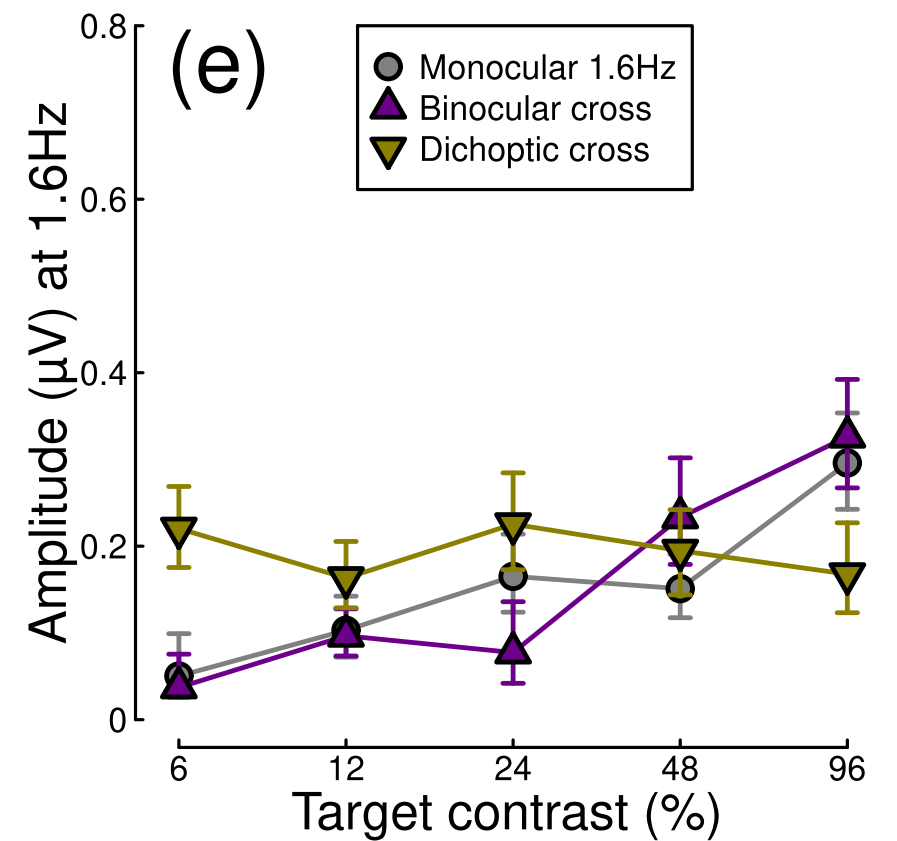 (e)
Monocular 1.6Hz
Binocular cross
Dichoptic cross
Amplitude (µV) at 1.6Hz
0.8
0.6
0.4
0.2
0
6 12 24 48 96
Target contrast (%)